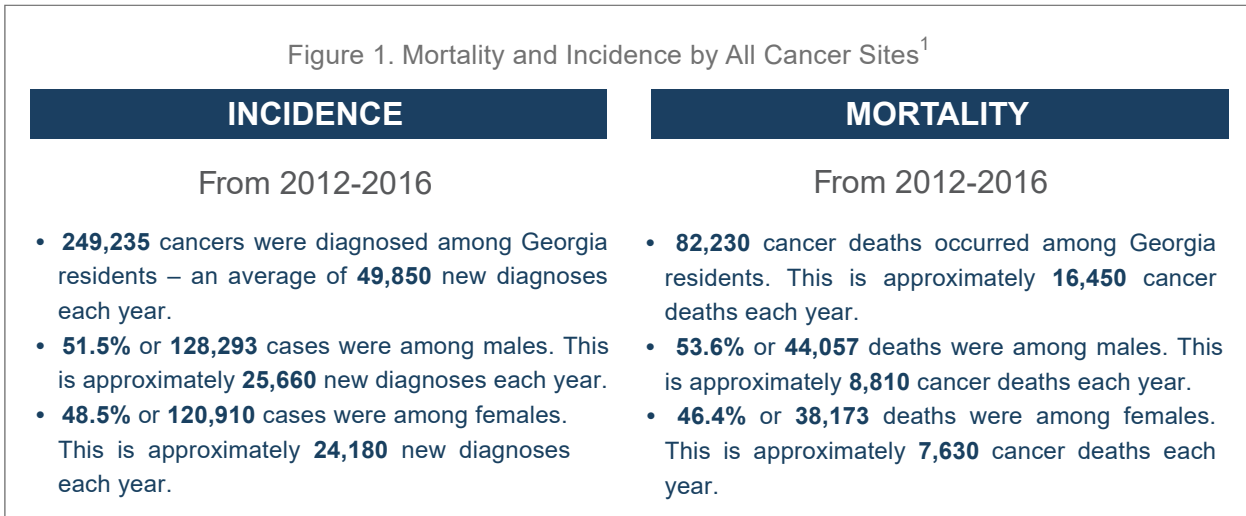 Figure 1. Mortality and Incidence by All Cancer Sites1
INCIDENCE
From 2012-2016
• 249,235 cancers were diagnosed among Georgia
residents – an average of 49,850 new diagnoses
each year.
• 51.5% or 128,293 cases were among males. This
is approximately 25,660 new diagnoses each year.
• 48.5% or 120,910 cases were among females.
This is approximately 24,180 new diagnoses
each year.
MORTALITY
From 2012-2016
• 82,230 cancer deaths occurred among Georgia
residents. This is approximately 16,450 cancer
deaths each year.
• 53.6% or 44,057 deaths were among males. This
is approximately 8,810 cancer deaths each year.
• 46.4% or 38,173 deaths were among females.
This is approximately 7,630 cancer deaths each
year.